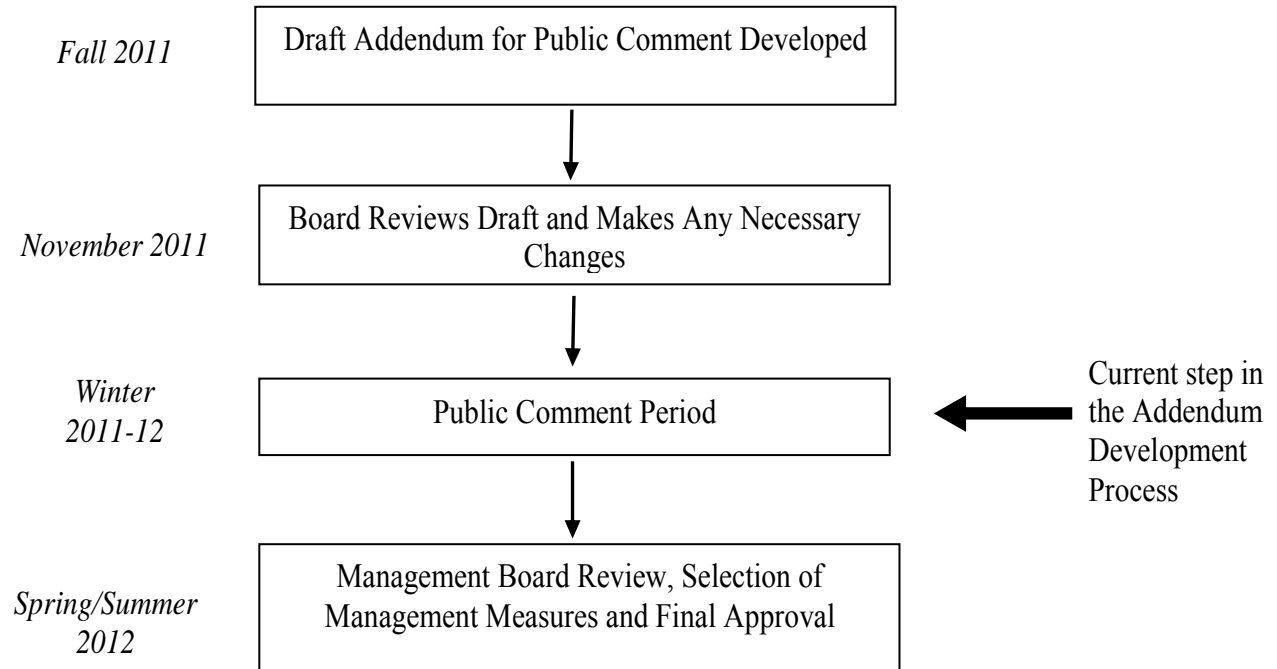 Fall 2011
Draft Addendum for Public Comment Developed
November 2011
Board Reviews Draft and Makes Any Necessary
Changes
Winter
2011-12
Public Comment Period
Current step in
the Addendum
Development
Process
Spring/Summer
2012
Management Board Review, Selection of
Management Measures and Final Approval